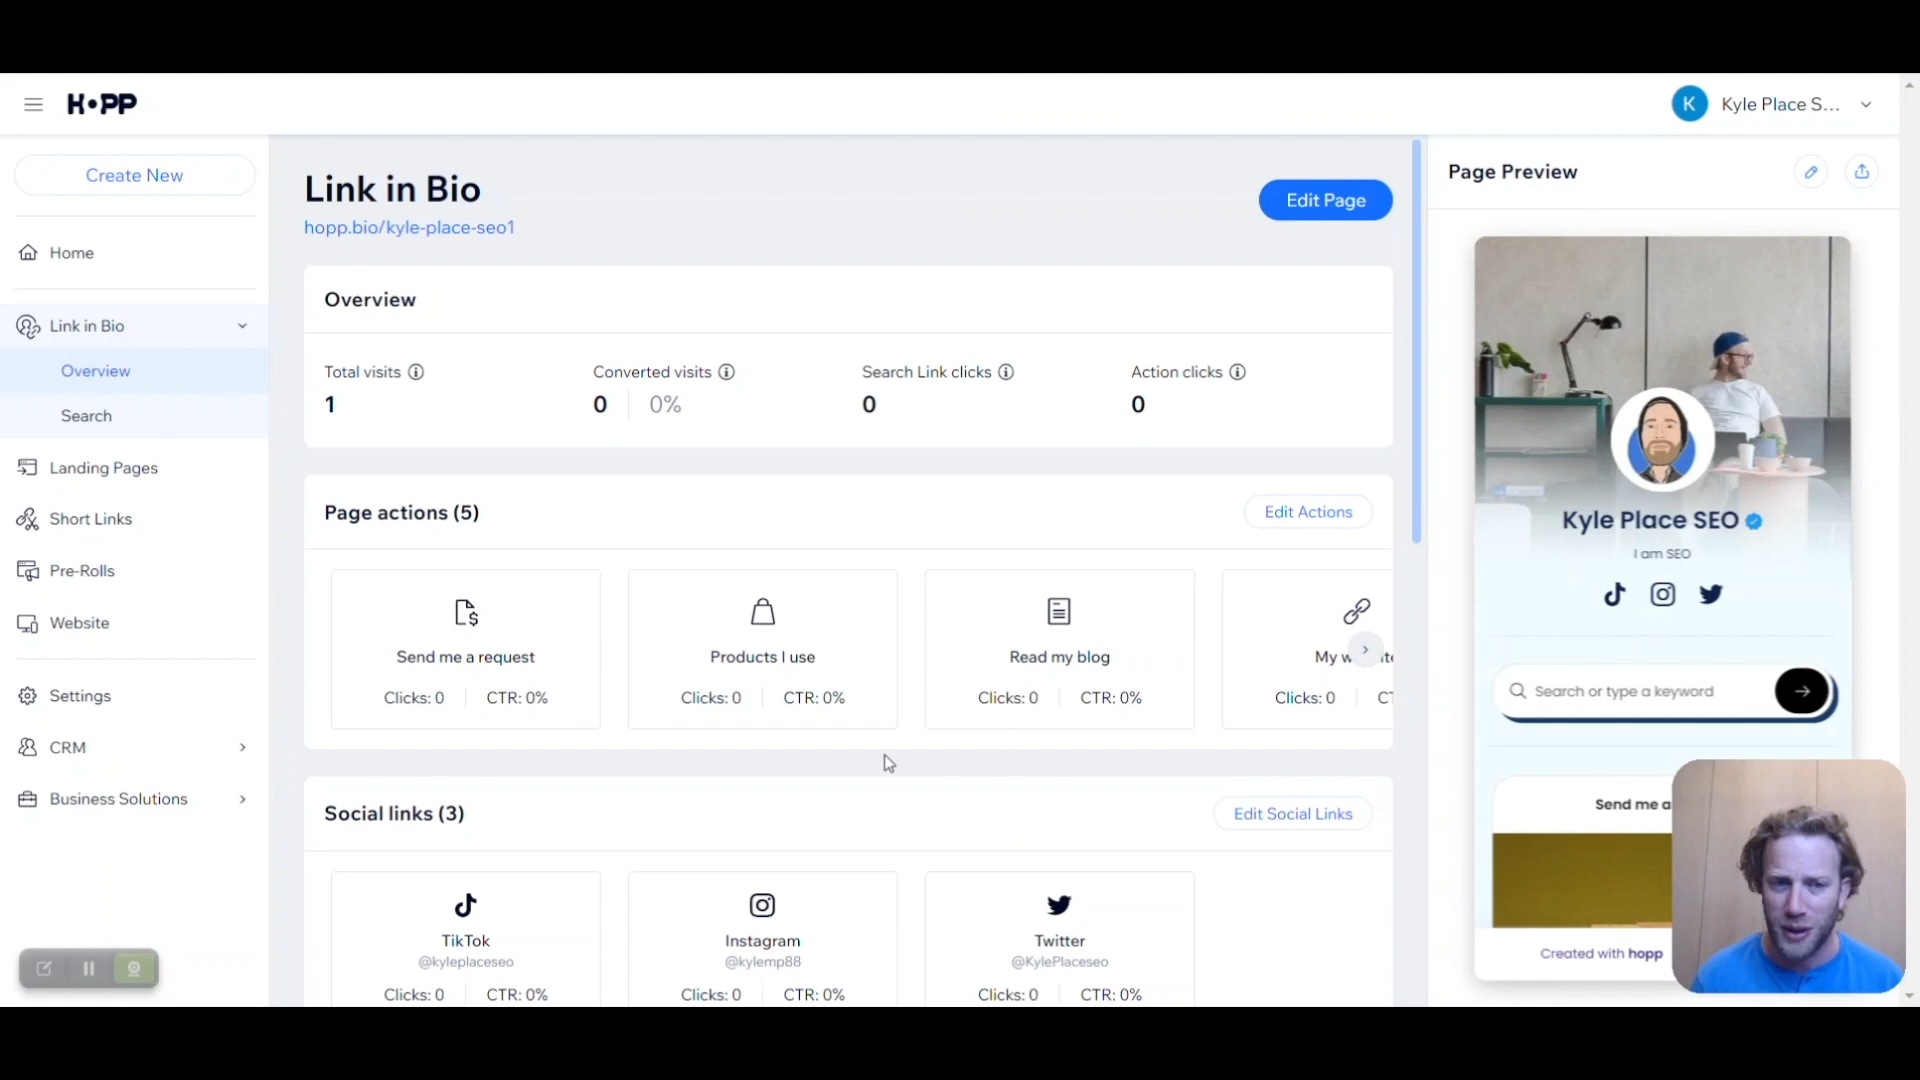 H•PP
K
Kyle Place S...
Create New
Home
Link in Bio
Overview
Search
Landing Pages
Short Links
Pre-Rolls
Website
Settings
CRM
Business Solutions
Link in Bio
hopp.bio/kyle-place-seo1
Edit Page
Overview
Total visits
1
Converted visits
0 0%
Search Link clicks
0
Action clicks
0
Page actions (5)
Edit Actions
Send me a request
Clicks: 0 CTR: 0%
Products I use
Clicks: 0 CTR: 0%
Read my blog
Clicks: 0 CTR: 0%
My w
Clicks: 0
Social links (3)
Edit Social Links
TikTok
@kyleplaceseo
Clicks: 0 CTR: 0%
Instagram
@kylemp88
Clicks: 0 CTR: 0%
Twitter
@KylePlaceseo
Clicks: 0 CTR: 0%
Page Preview
Kyle Place SEO
I am SEO
Search or type a keyword
Send me a
Created with hopp